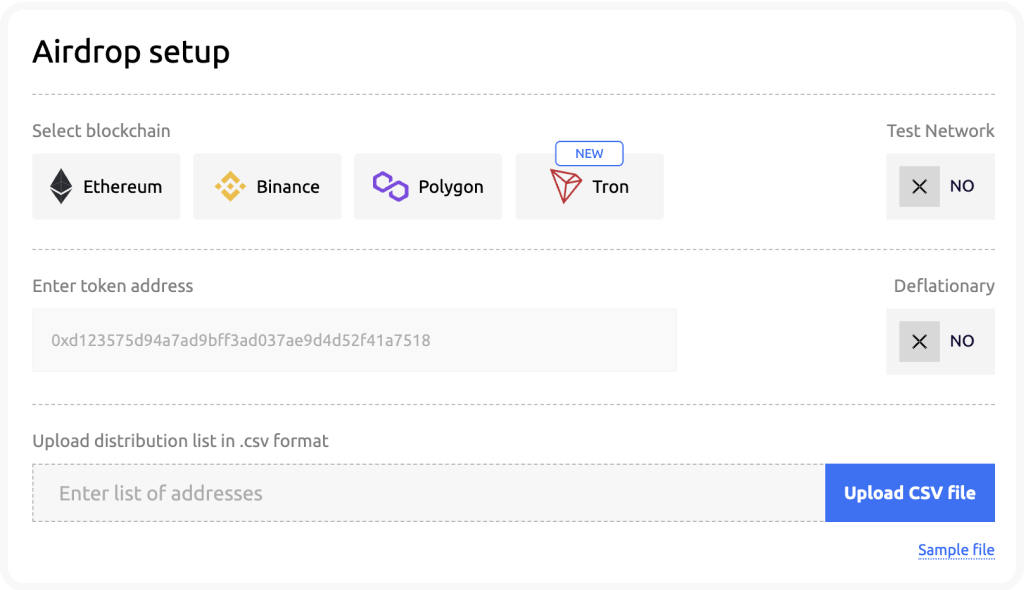 Airdrop setup
Select blockchain
Test Network
NEW
Ethereum
Binance
Polygon
Tron
NO
Enter token address
Deflationary
0xd123575d94a7ad9bff3ad037ae9d4d52f41a7518
NO
Upload distribution list in .csv format
Enter list of addresses
Upload CSV file
Sample file